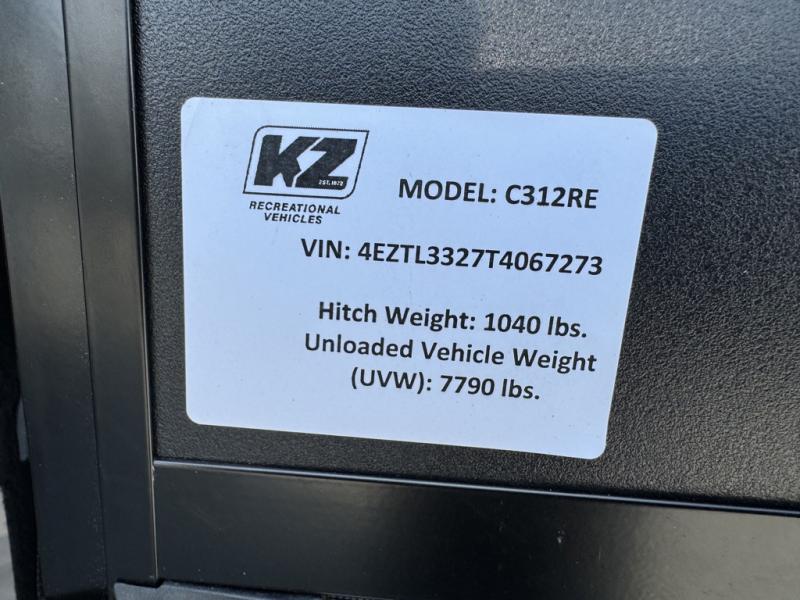 KZ
EST. 1972
RECREATIONAL
VEHICLES
MODEL: C312RE
VIN: 4EZTL3327T4067273
Hitch Weight: 1040 lbs.
Unloaded Vehicle Weight
(UVW): 7790 lbs.